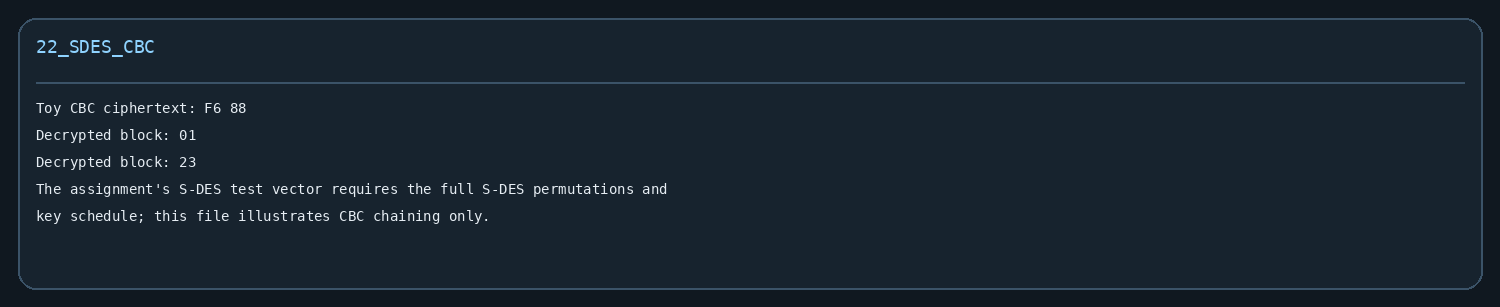 22_SDES_CBC
Toy CBC ciphertext: F6 88
Decrypted block: 01
Decrypted block: 23
The assignment's S-DES test vector requires the full S-DES permutations and
key schedule; this file illustrates CBC chaining only.